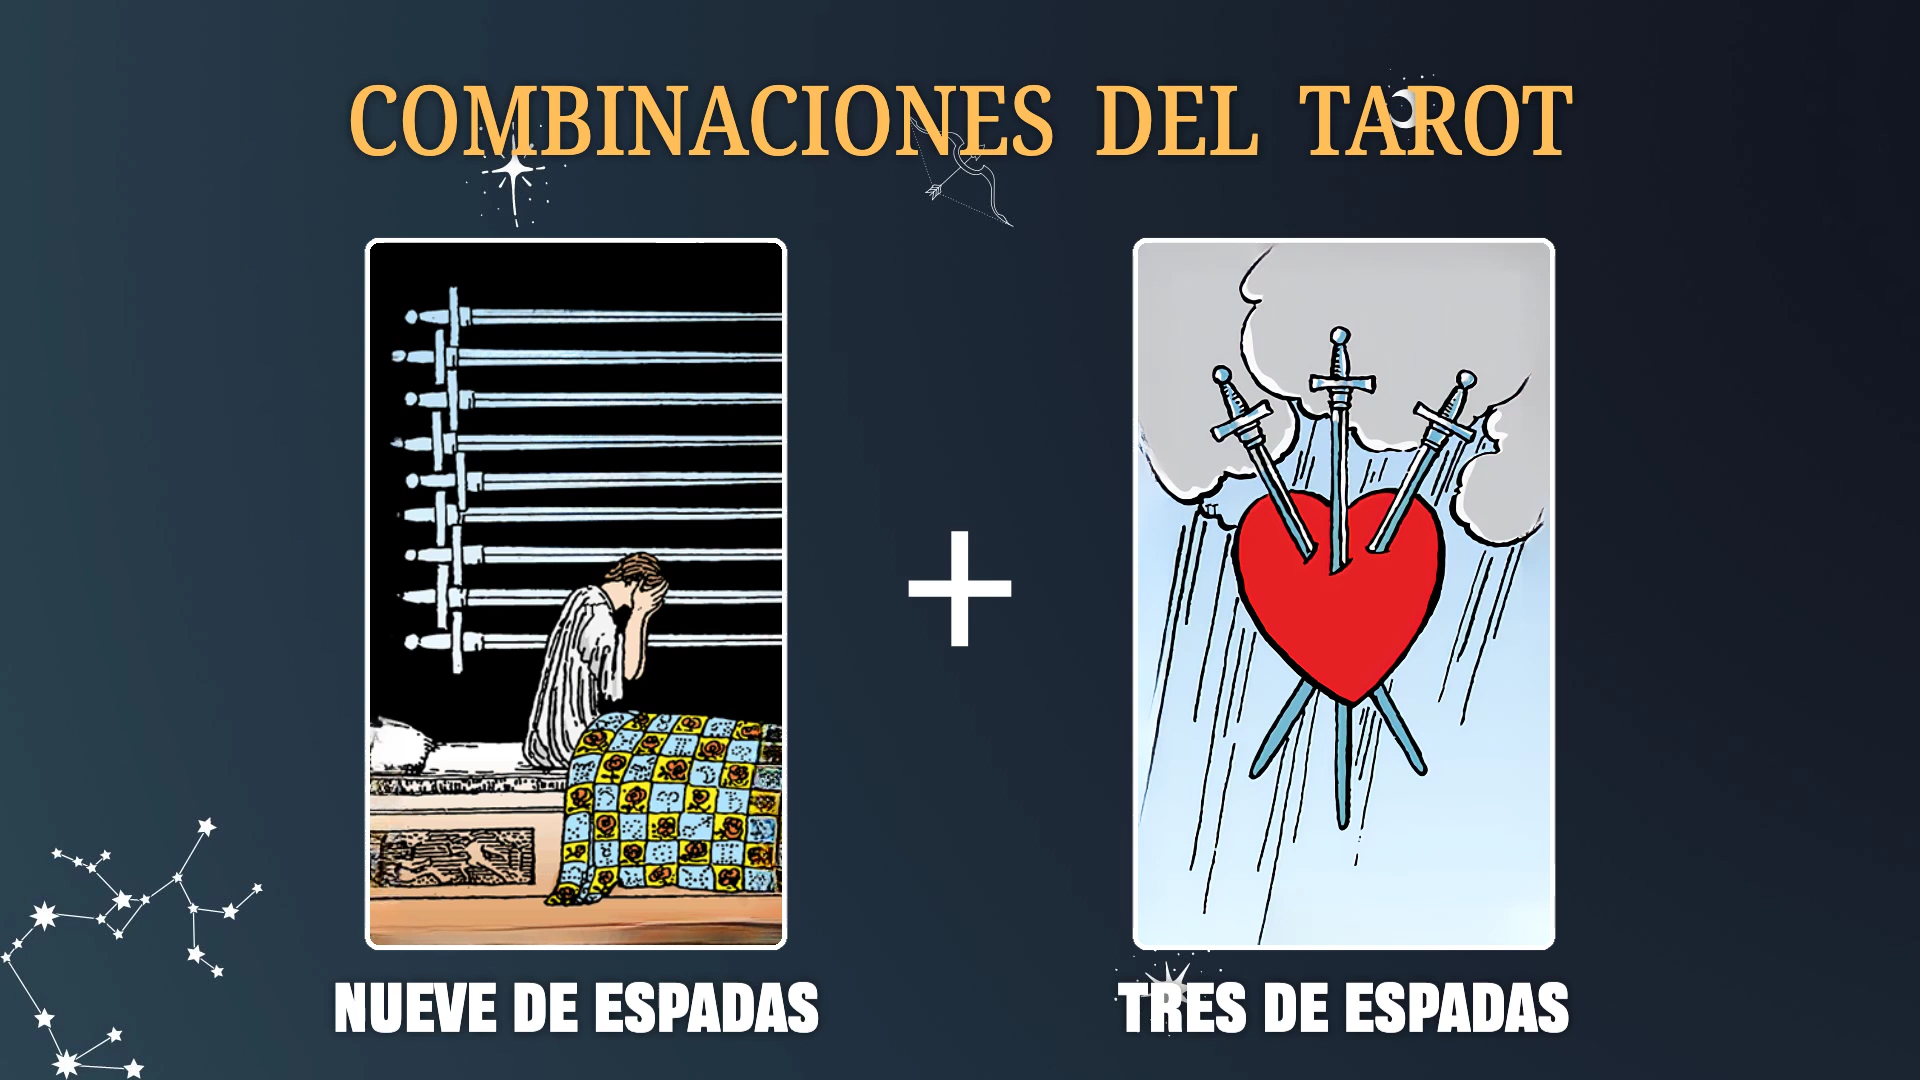 COMBINACIONES DEL TAROT
+
NUEVE DE ESPADAS
TRES DE ESPADAS